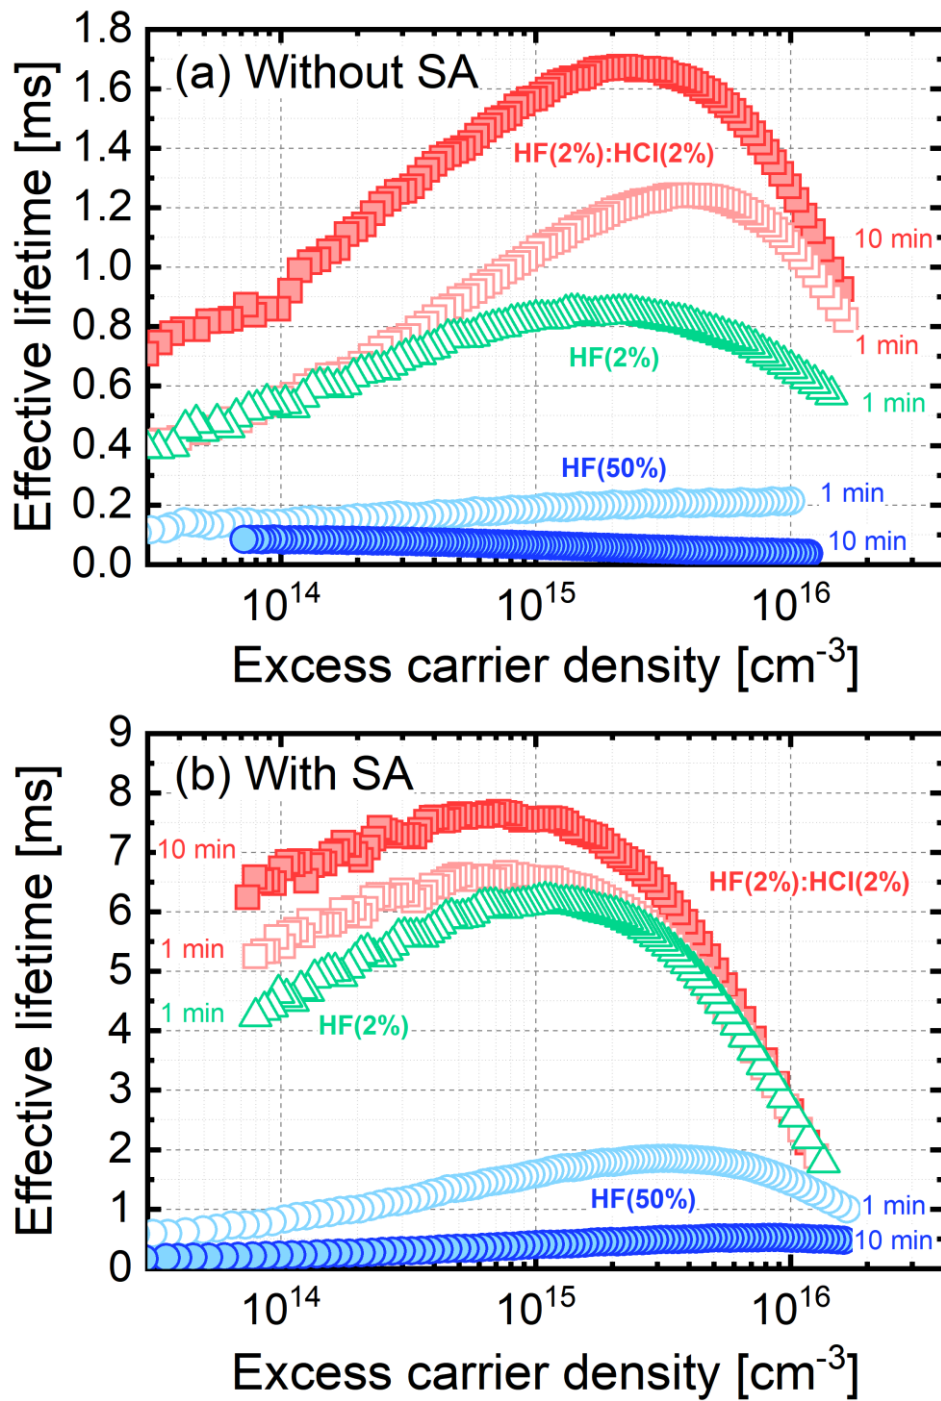 (a) Without SA
Effective lifetime [ms]
1.8
1.6
1.4
1.2
1.0
0.8
0.6
0.4
0.2
0.0
HF(2%):HCl(2%)
10 min
1 min
HF(2%)
1 min
HF(50%)
1 min
10 min
10^14
10^15
10^16
Excess carrier density [cm^-3]
(b) With SA
Effective lifetime [ms]
9
8
7
6
5
4
3
2
1
0
10 min
HF(2%):HCl(2%)
1 min
1 min
HF(2%)
HF(50%)
1 min
10 min
10^14
10^15
10^16
Excess carrier density [cm^-3]